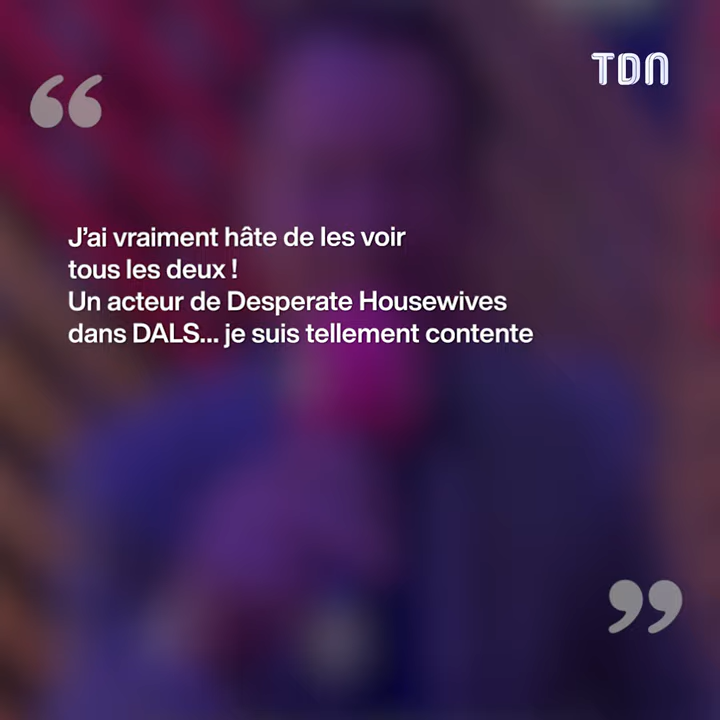 TDN
J'ai vraiment hâte de les voir
tous les deux !
Un acteur de Desperate Housewives
dans DALS... je suis tellement contente